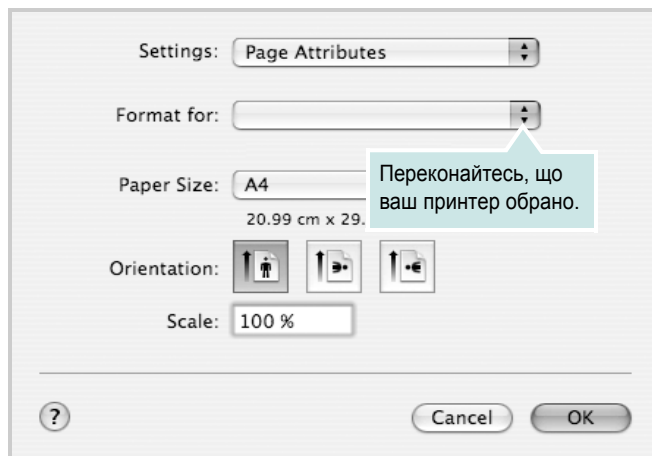 Settings: Page Attributes
Format for:
Переконайтесь, що
ваш принтер обрано.
Paper Size: A4
20.99 cm x 29.
Orientation:
Scale: 100 %
? Cancel OK